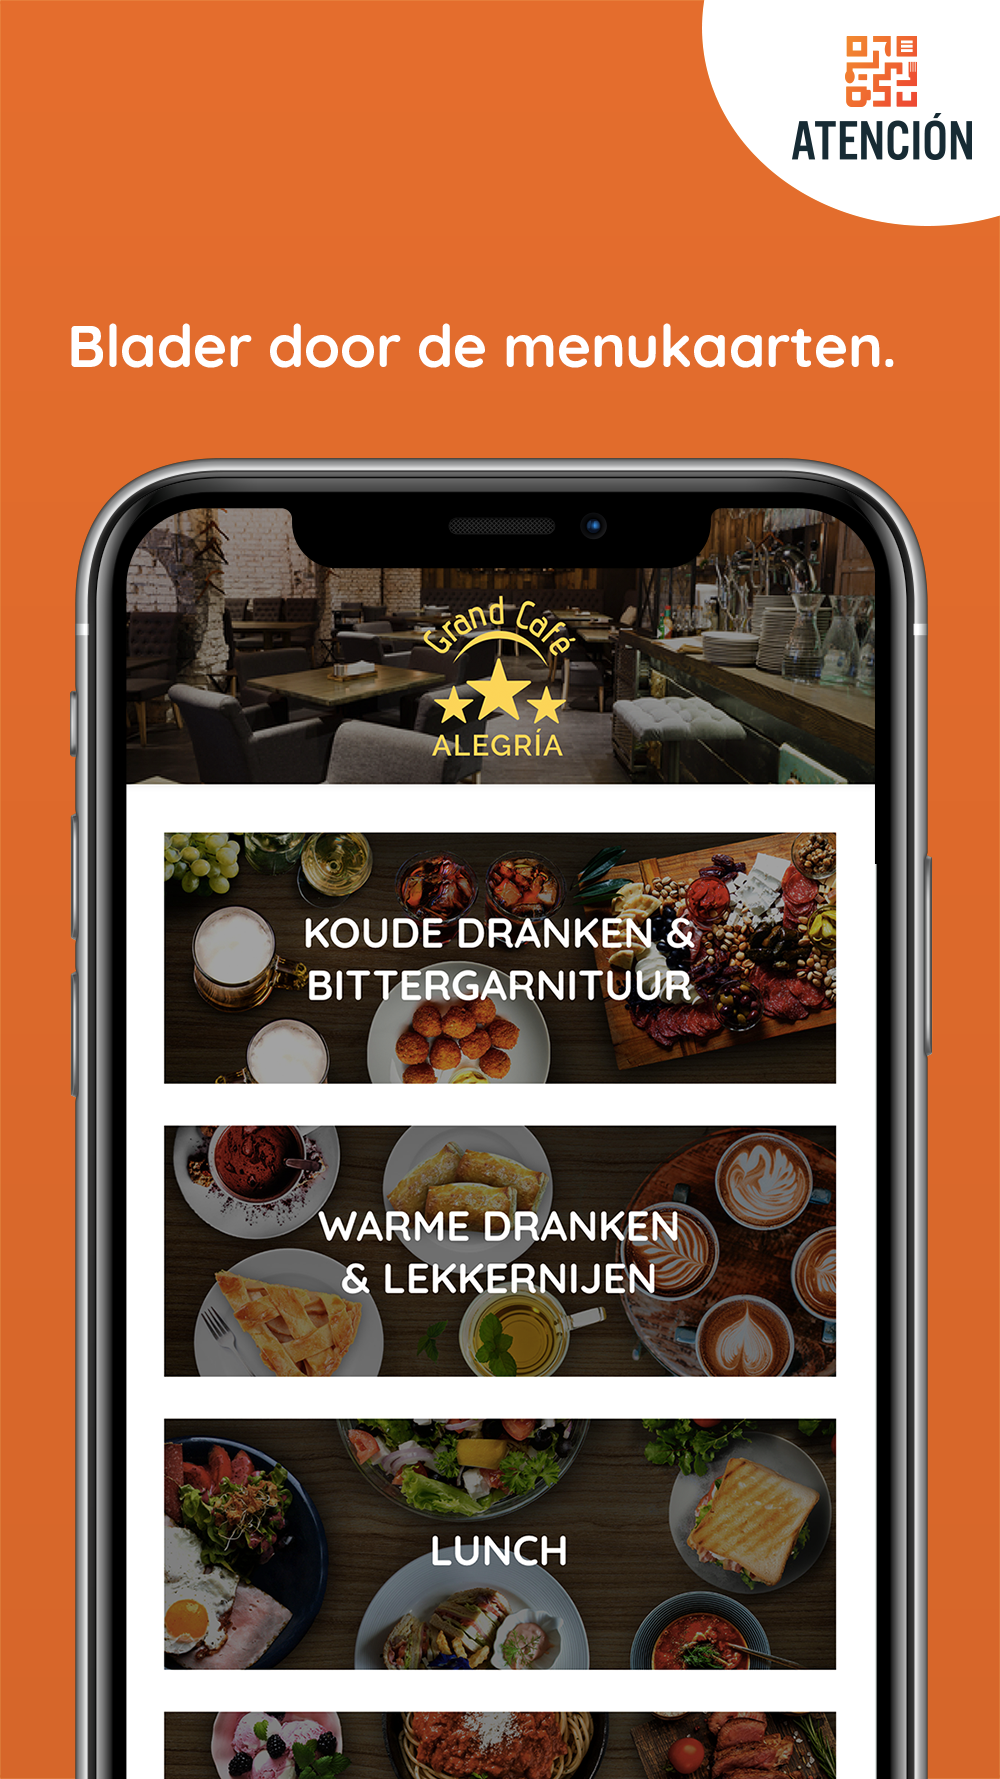 ATENCIÓN
Blader door de menukaarten.
Grand Café
ALEGRÍA
KOUDE DRANKEN &
BITTERGARNITUUR
WARME DRANKEN
& LEKKERNIJEN
LUNCH